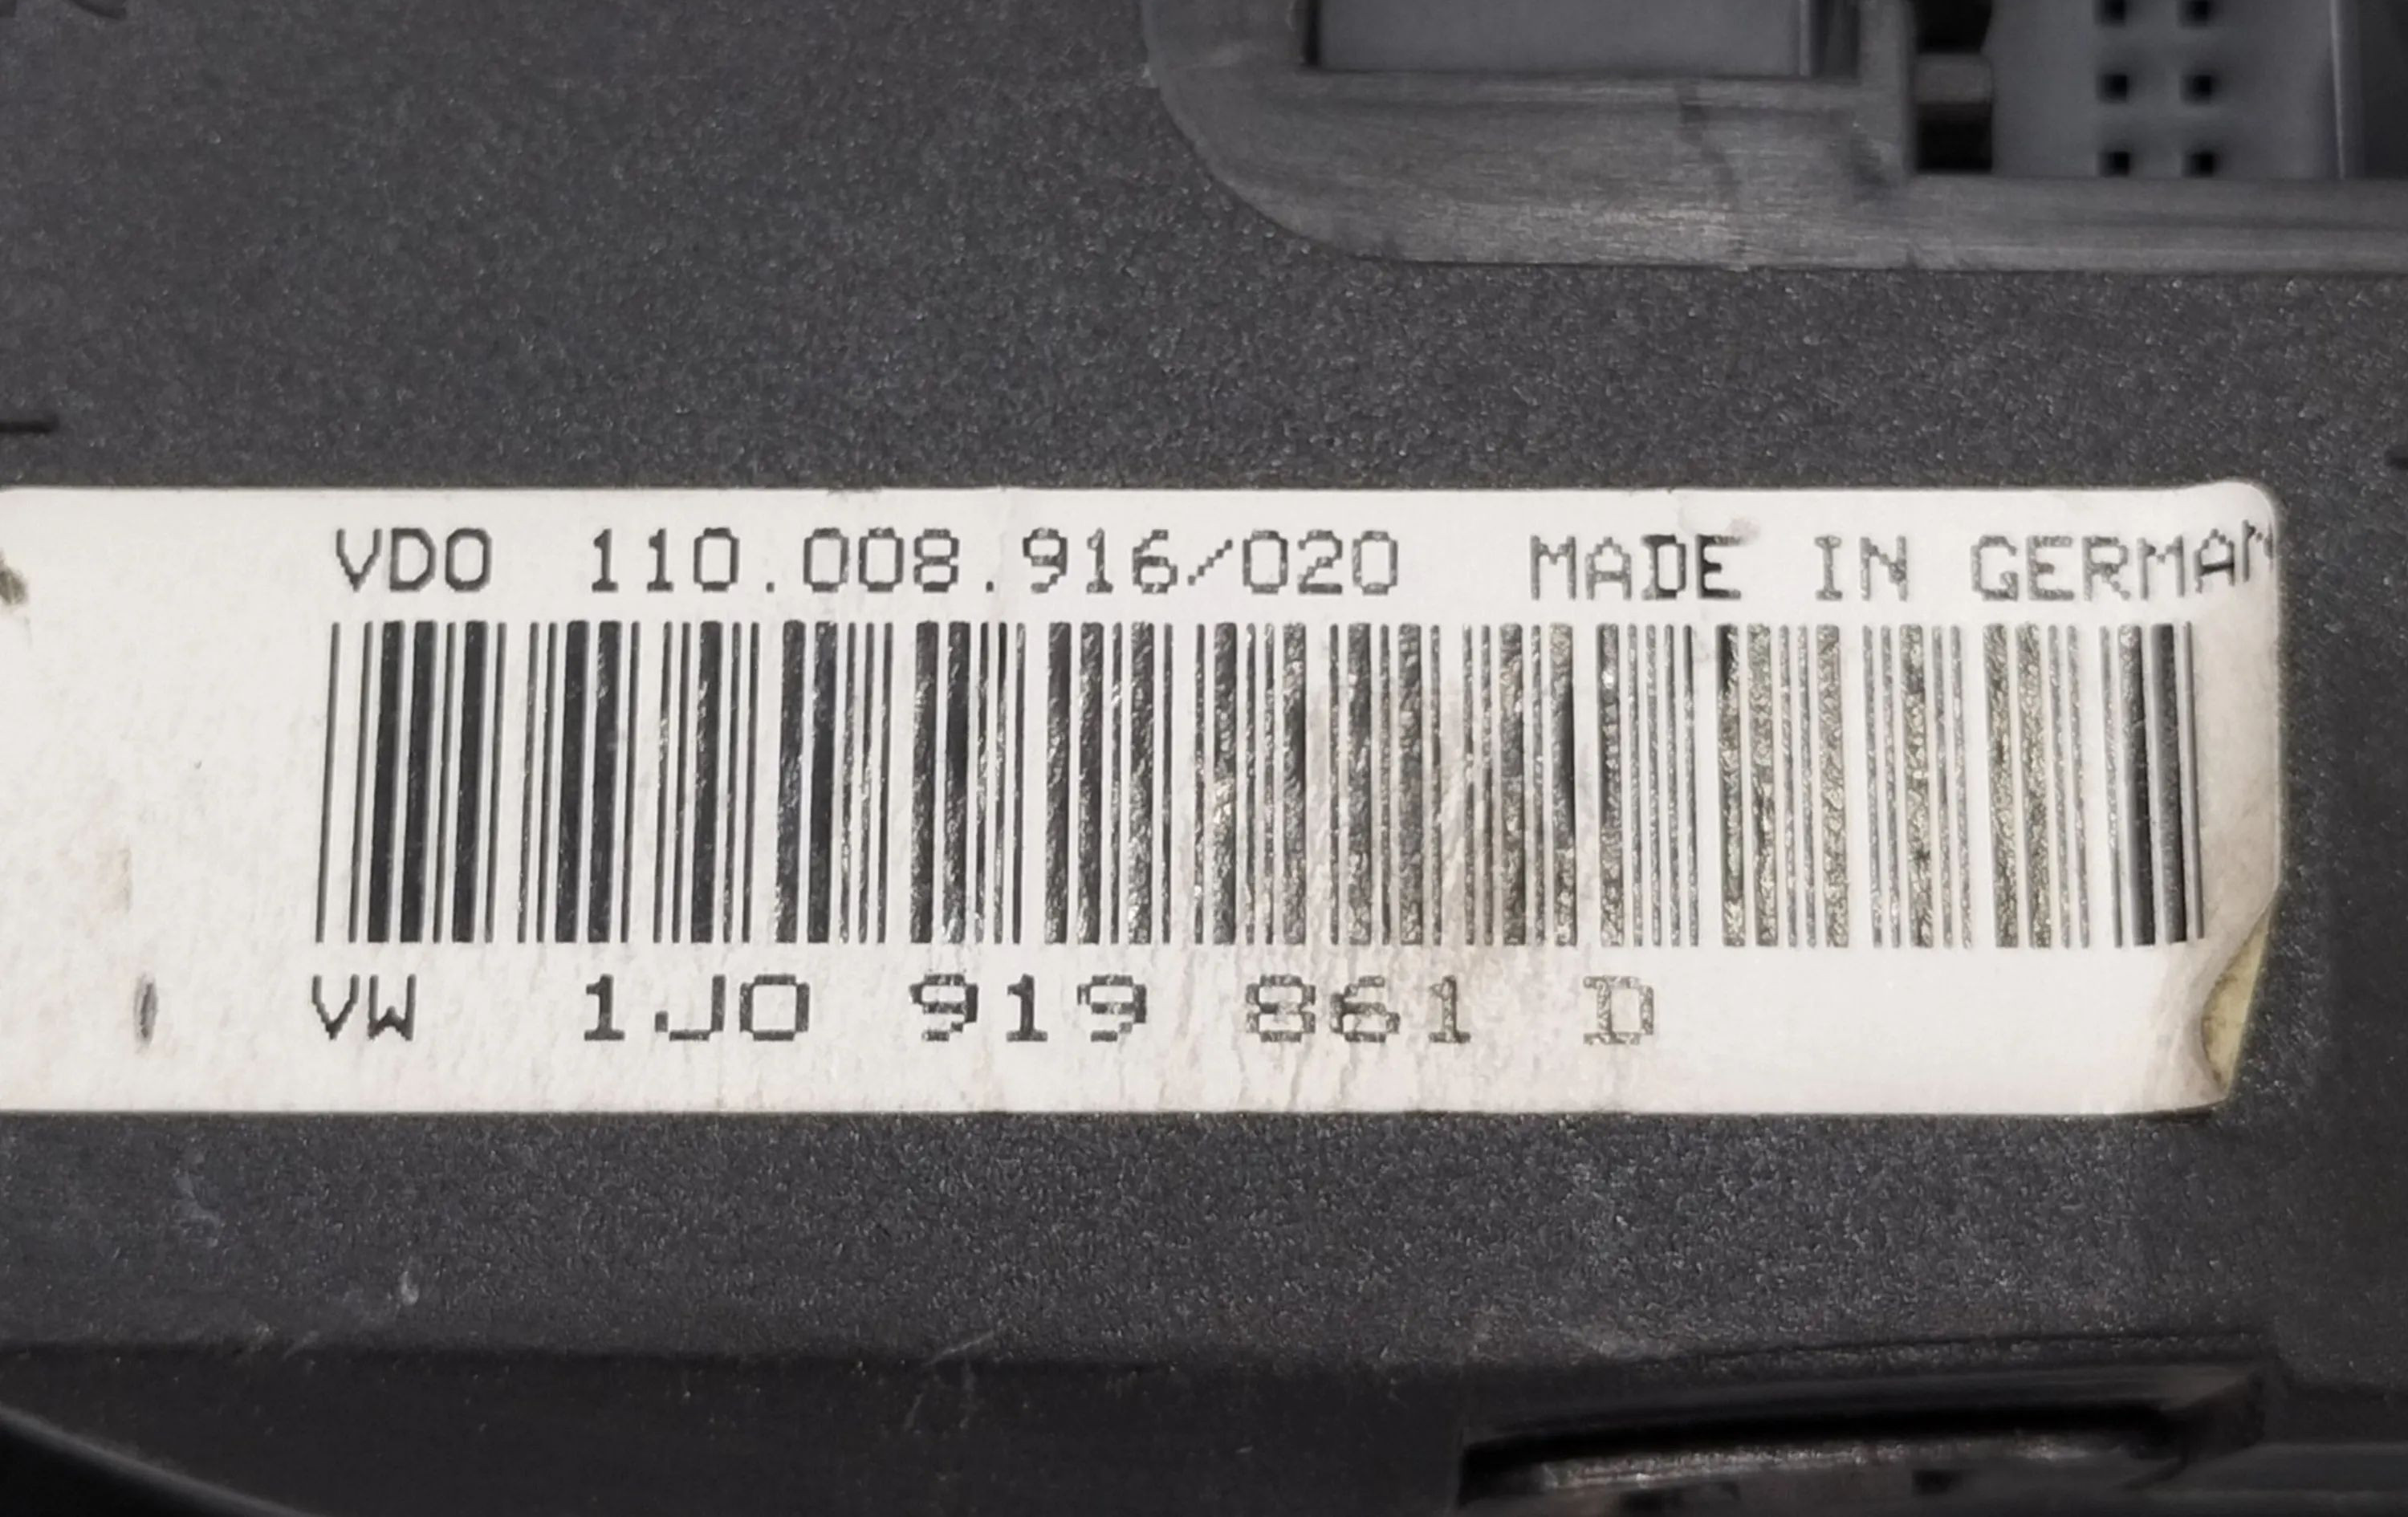 VDO 110.008.916/020 MADE IN GERMAN
VW 1J0 919 861 D